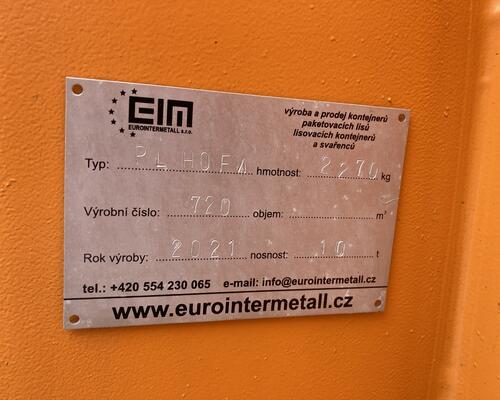 EIM
EUROINTERMETALL s.r.o.
výroba a prodej kontejnerů
paketovacích lisů
lisovacích kontejnerů
a svařenců
Typ: PL HOFA hmotnost: 2270 kg
Výrobní číslo: 720 objem: m³
Rok výroby: 2021 nosnost: 10 t
tel.: +420 554 230 065 e-mail: info@eurointermetall.cz
www.eurointermetall.cz